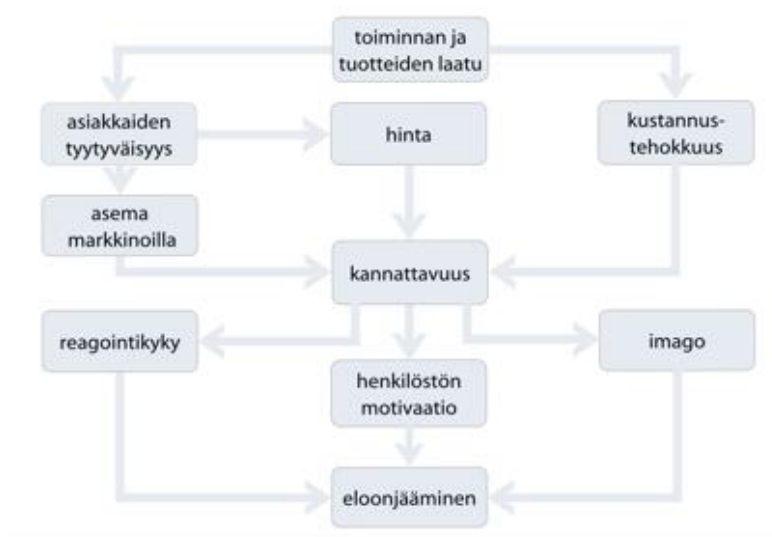 toiminnan ja
tuotteiden laatu
asiakkaiden
tyytyväisyys
hinta
kustannus-
tehokkuus
asema
markkinoilla
kannattavuus
reagointikyky
henkilöstön
motivaatio
imago
eloonjääminen